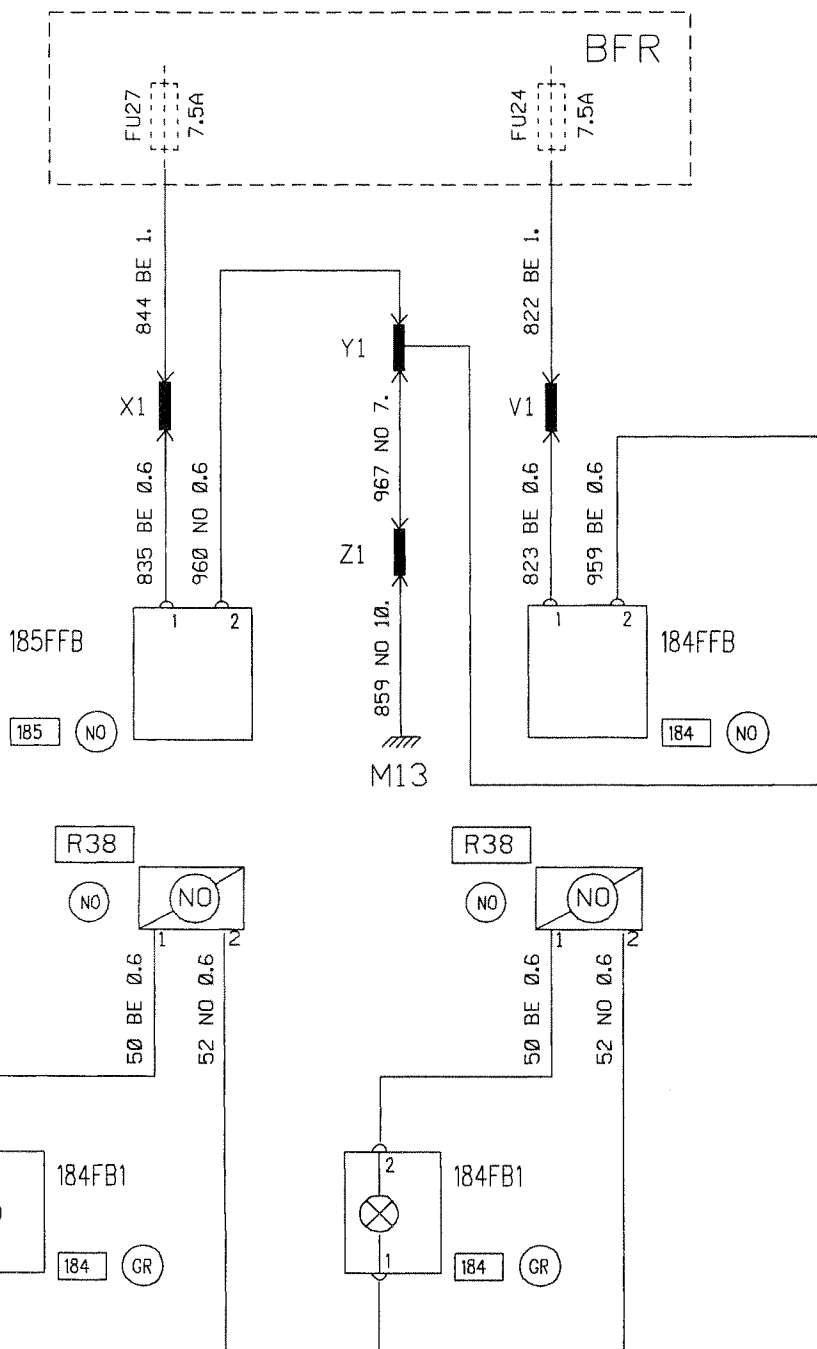 BFR
FU27
7.5A
FU24
7.5A
844 BE 1.
822 BE 1.
Y1
X1
V1
967 NO 7.
835 BE 0.6
960 NO 0.6
823 BE 0.6
959 BE 0.6
Z1
1
2
1
2
185FFB
184FFB
859 NO 10.
185
NO
184
NO
M13
R38
R38
NO
NO
NO
NO
1
2
1
2
50 BE 0.6
52 NO 0.6
50 BE 0.6
52 NO 0.6
184FB1
2
184FB1
1
184
GR
184
GR